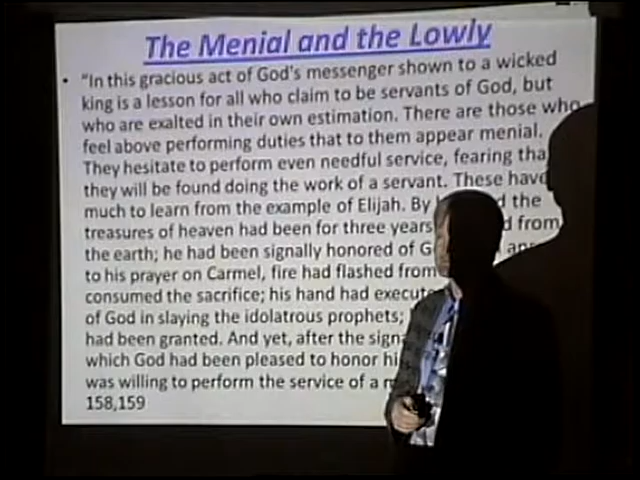 The Menial and the Lowly
• "In this gracious act of God's messenger shown to a wicked
king is a lesson for all who claim to be servants of God, but
who are exalted in their own estimation. There are those who
feel above performing duties that to them appear menial.
They hesitate to perform even needful service, fearing tha
they will be found doing the work of a servant. These have
much to learn from the example of Elijah. By the
treasures of heaven had been for three years from
the earth; he had been signally honored of G
to his prayer on Carmel, fire had flashed from
consumed the sacrifice; his hand had execute
of God in slaying the idolatrous prophets;
had been granted. And yet, after the signa
which God had been pleased to honor hi
was willing to perform the service of a
158,159